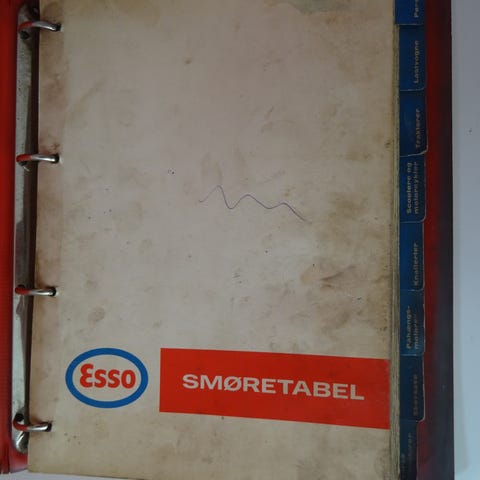 Lastvogne
Traktorer
Scootere og
motorcykler
Knallerter
Påhængs-
motorer
Esso
SMØRETABEL